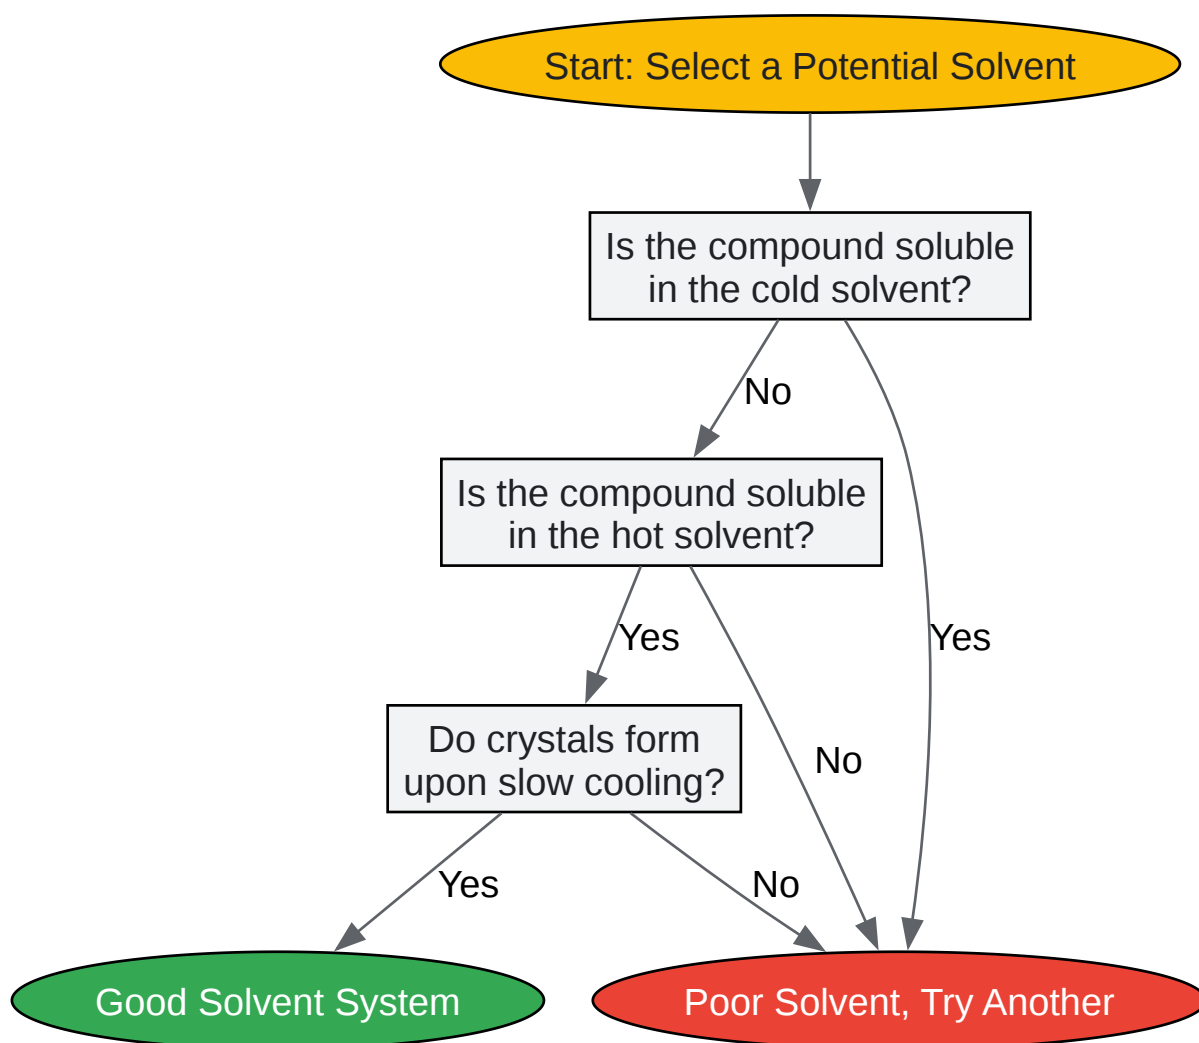 Start: Select a Potential Solvent
Is the compound soluble
in the cold solvent?
No
Is the compound soluble
in the hot solvent?
Yes
Yes
Do crystals form
upon slow cooling?
No
Yes
No
Good Solvent System
Poor Solvent, Try Another